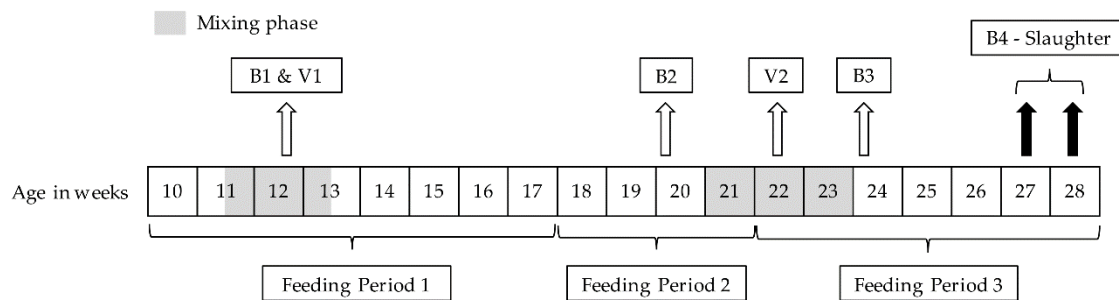 Mixing phase
B4 - Slaughter
B1 & V1
B2
V2
B3
Age in weeks
10 11 12 13 14 15 16 17 18 19 20 21 22 23 24 25 26 27 28
Feeding Period 1
Feeding Period 2
Feeding Period 3